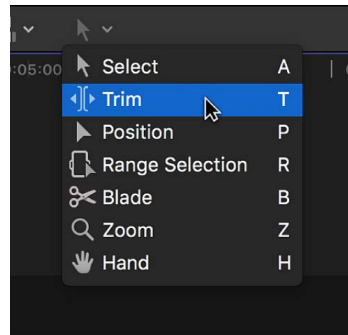 :05:00
Select A
Trim T
Position P
Range Selection R
Blade B
Zoom Z
Hand H